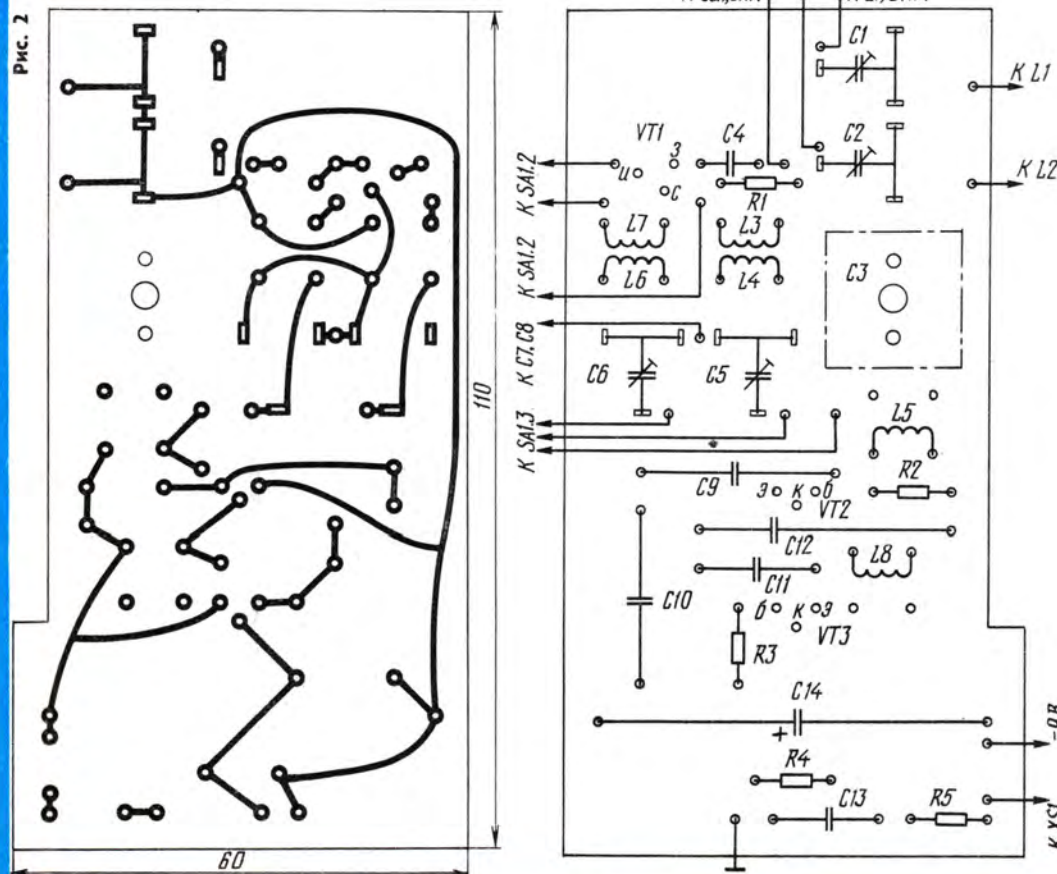 Рис. 2
110
60
C1
К L1
VT1
З
C4
C2
К SA1.2
И
С
R1
К L2
L7
L3
К SA1.2
L6
L4
C3
К C7, C8
C6
C5
К SA1.3
L5
C9
Э К Б
VT2
R2
C12
L8
C11
C10
Б К Э
VT3
R3
C14
+
-9В
R4
C13
R5
К XS1